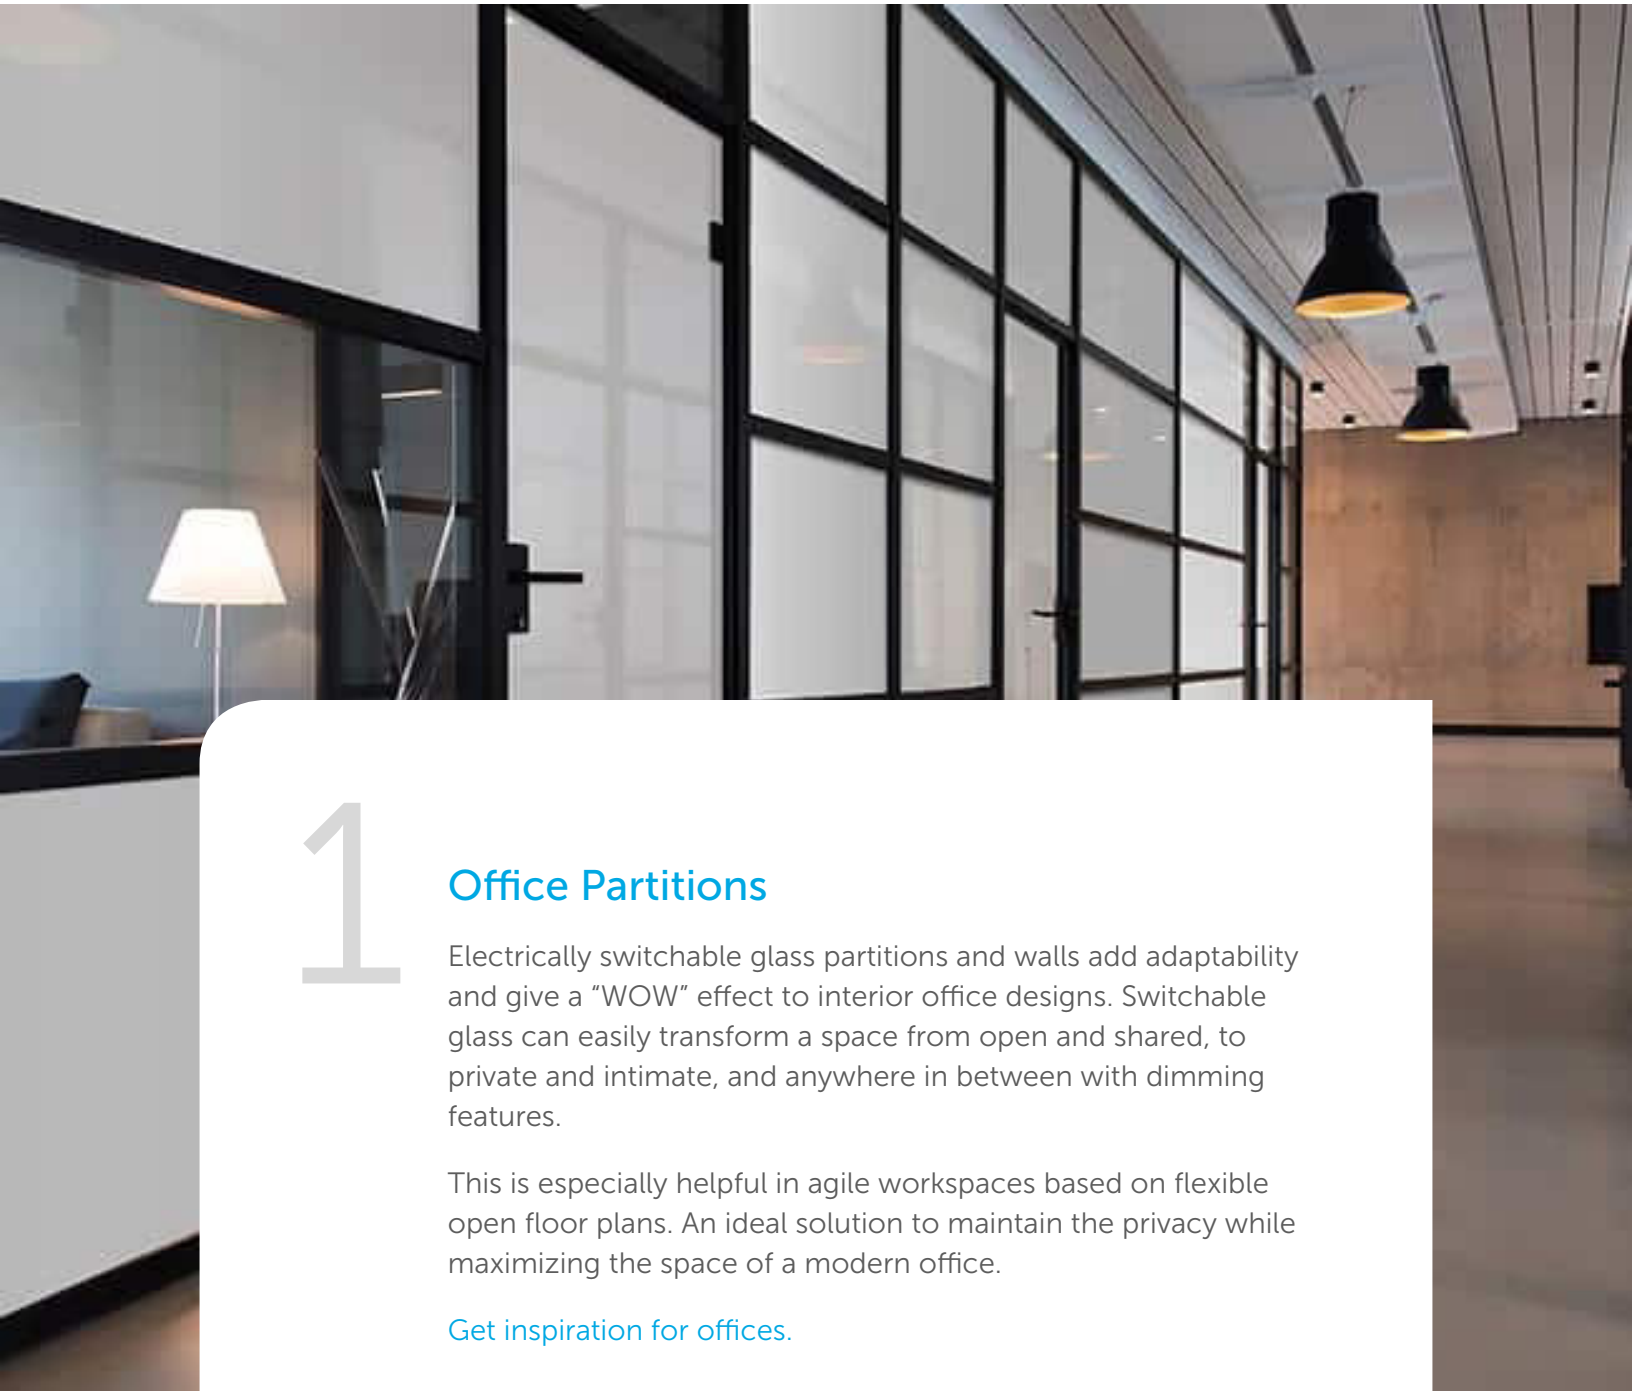 1
Office Partitions
Electrically switchable glass partitions and walls add adaptability
and give a “WOW” effect to interior office designs. Switchable
glass can easily transform a space from open and shared, to
private and intimate, and anywhere in between with dimming
features.
This is especially helpful in agile workspaces based on flexible
open floor plans. An ideal solution to maintain the privacy while
maximizing the space of a modern office.
Get inspiration for offices.